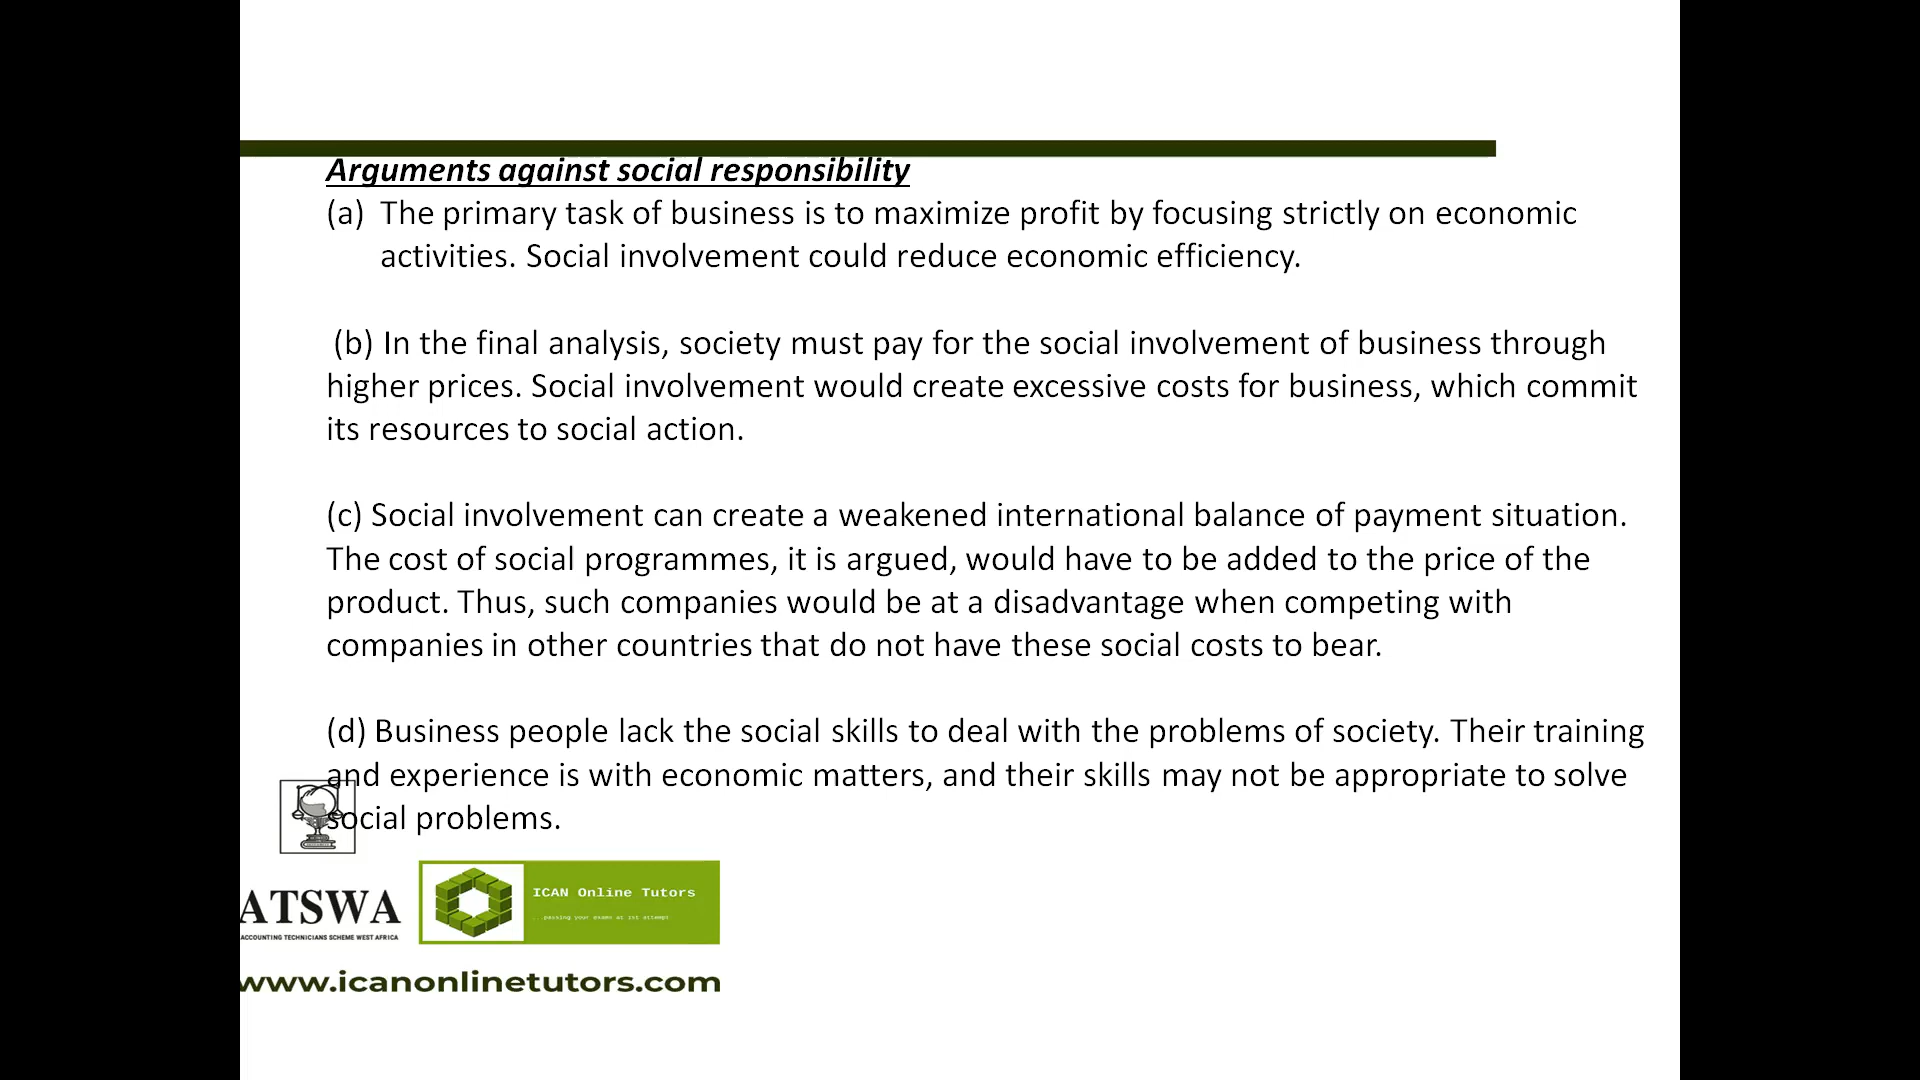 Arguments against social responsibility
(a) The primary task of business is to maximize profit by focusing strictly on economic
activities. Social involvement could reduce economic efficiency.
(b) In the final analysis, society must pay for the social involvement of business through
higher prices. Social involvement would create excessive costs for business, which commit
its resources to social action.
(c) Social involvement can create a weakened international balance of payment situation.
The cost of social programmes, it is argued, would have to be added to the price of the
product. Thus, such companies would be at a disadvantage when competing with
companies in other countries that do not have these social costs to bear.
(d) Business people lack the social skills to deal with the problems of society. Their training
and experience is with economic matters, and their skills may not be appropriate to solve
social problems.
ATSWA
ACCOUNTING TECHNICIANS SCHEME WEST AFRICA
ICAN Online Tutors
...passing your exams at 1st attempt
www.icanonlinetutors.com